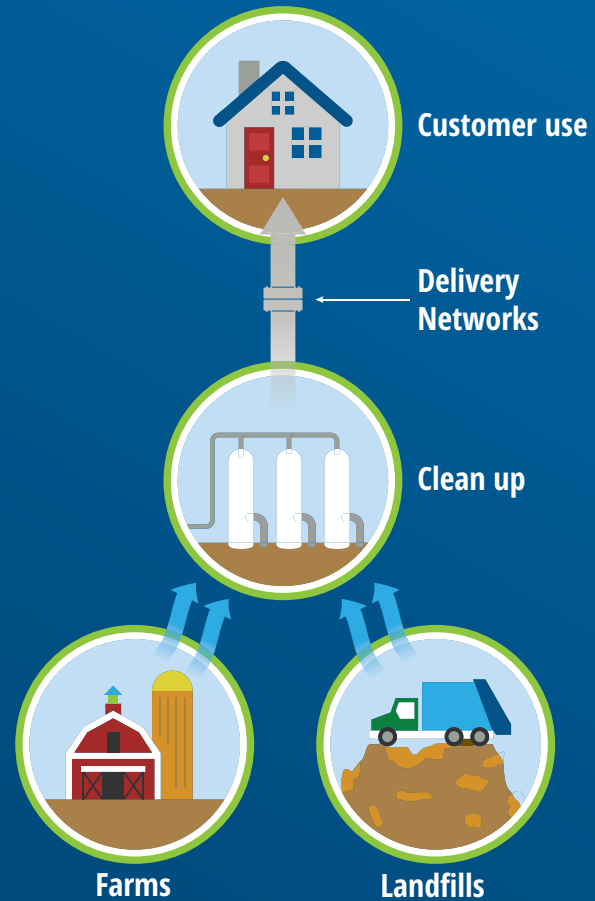 Customer use
Delivery
Networks
Clean up
Farms
Landfills